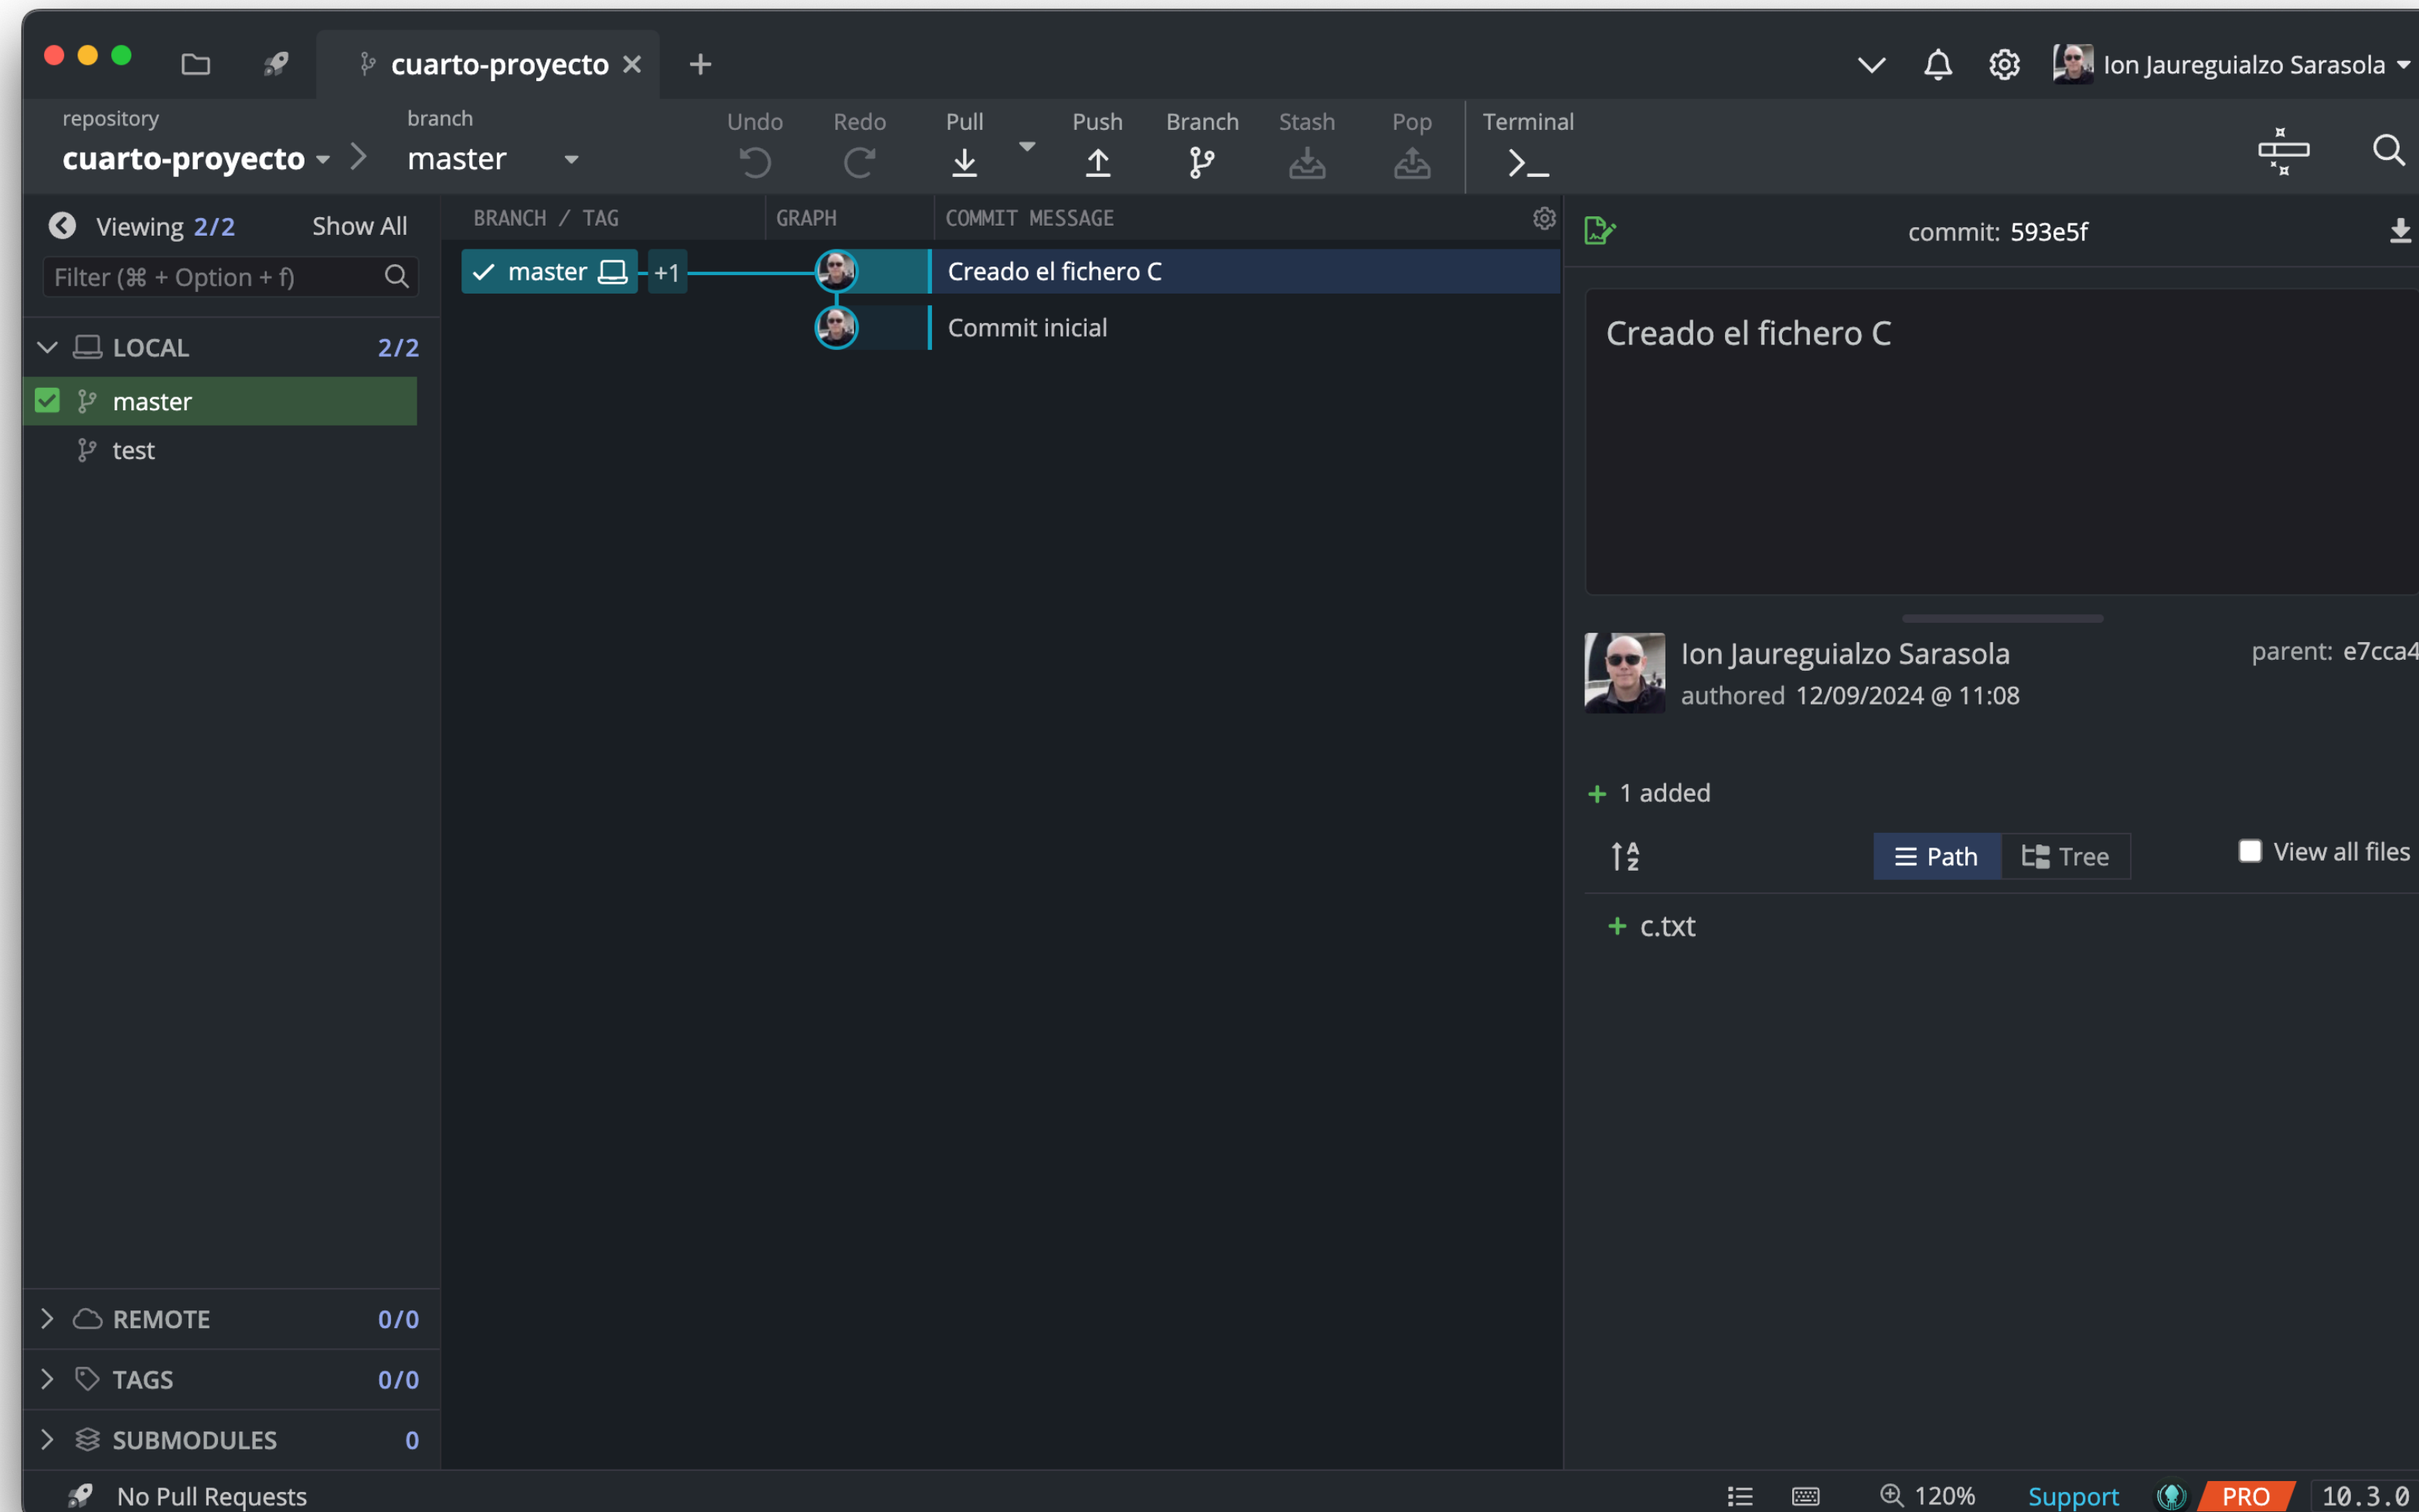 cuarto-proyecto
Ion Jaureguialzo Sarasola
repository
cuarto-proyecto
branch
master
Undo
Redo
Pull
Push
Branch
Stash
Pop
Terminal
Viewing 2/2 Show All
Filter (⌘ + Option + f)
LOCAL 2/2
master
test
REMOTE 0/0
TAGS 0/0
SUBMODULES 0
No Pull Requests
BRANCH / TAG GRAPH COMMIT MESSAGE
master +1 Creado el fichero C
Commit inicial
commit: 593e5f
Creado el fichero C
Ion Jaureguialzo Sarasola
authored 12/09/2024 @ 11:08
parent: e7cca4
+ 1 added
A
Z
Path
Tree
View all files
+ c.txt
120%
Support
PRO
10.3.0